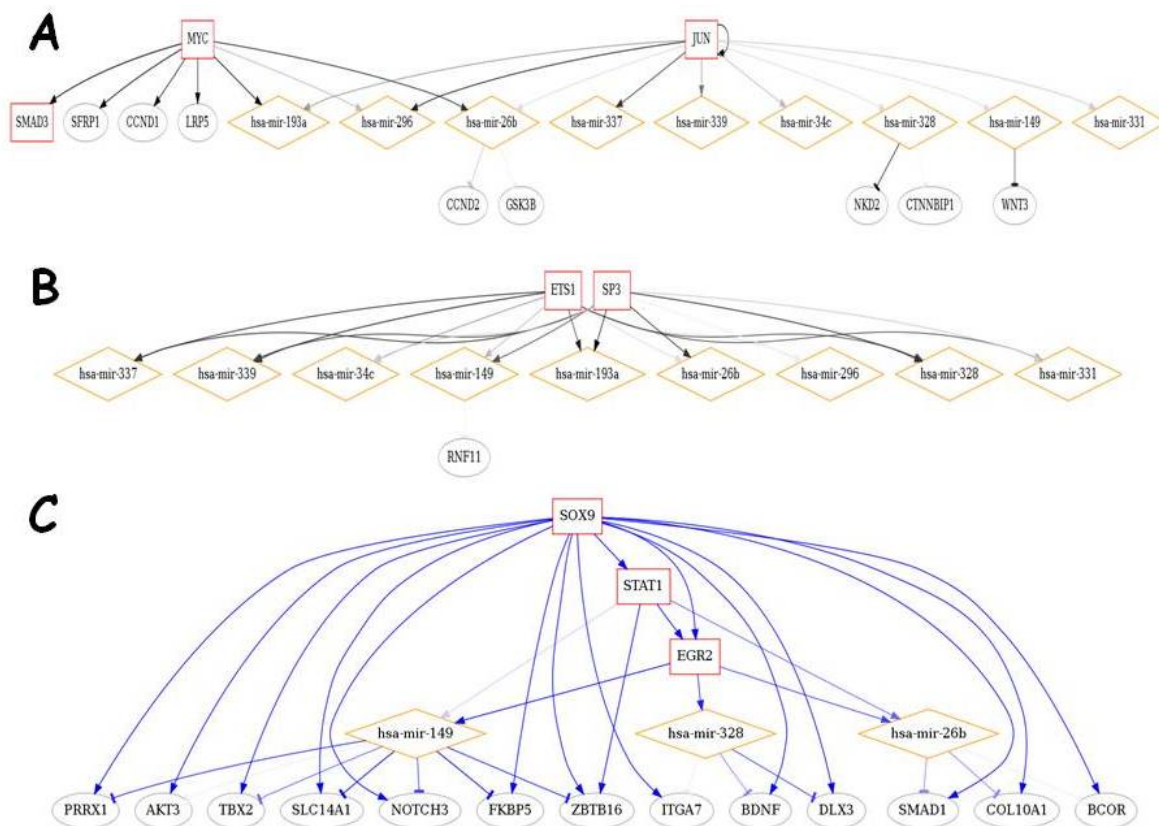 A
MYC JUN
SMAD3 SFRP1 CCND1 LRP5 hsa-mir-193a hsa-mir-296 hsa-mir-26b hsa-mir-337 hsa-mir-339 hsa-mir-34c hsa-mir-328 hsa-mir-149 hsa-mir-331
CCND2 GSK3B NKD2 CTNNBIP1 WNT3
B
ETS1 SP3
hsa-mir-337 hsa-mir-339 hsa-mir-34c hsa-mir-149 hsa-mir-193a hsa-mir-26b hsa-mir-296 hsa-mir-328 hsa-mir-331
RNF11
C
SOX9
STAT1
EGR2
hsa-mir-149 hsa-mir-328 hsa-mir-26b
PRRX1 AKT3 TBX2 SLC14A1 NOTCH3 FKBP5 ZBTB16 ITGA7 BDNF DLX3 SMAD1 COL10A1 BCOR